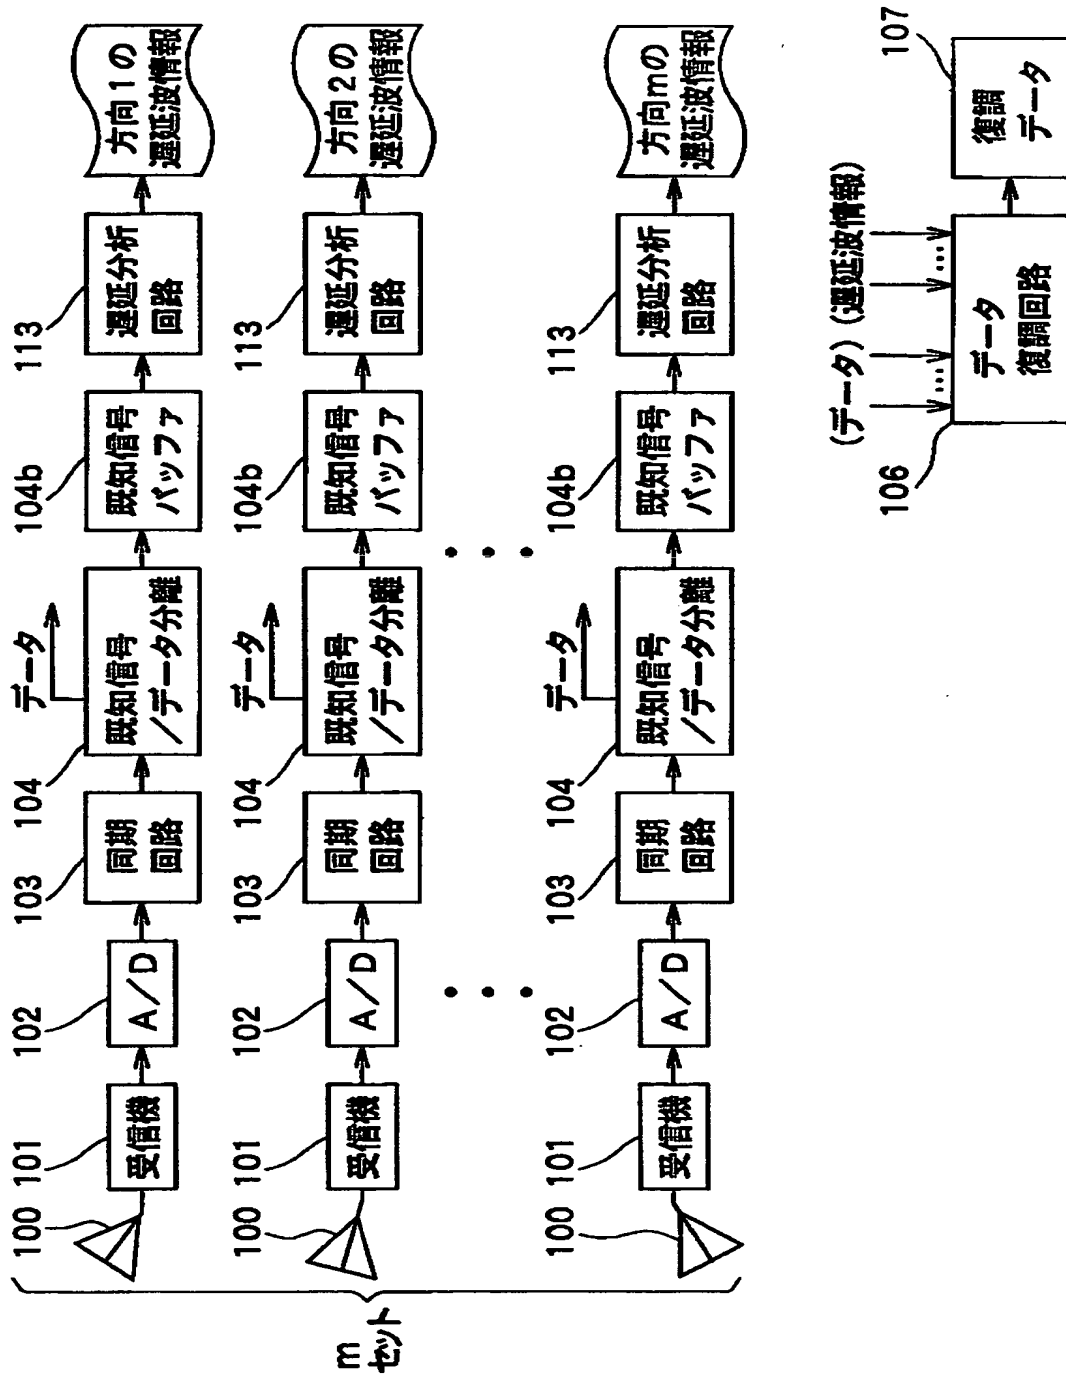 100
101
受信機
102
A/D
103
同期
回路
104
既知信号
/データ分離
データ
104b
既知信号
バッファ
113
遅延分析
回路
方向1の
遅延波情報
100
101
受信機
102
A/D
103
同期
回路
104
既知信号
/データ分離
データ
104b
既知信号
バッファ
113
遅延分析
回路
方向2の
遅延波情報
m
セット
100
101
受信機
102
A/D
103
同期
回路
104
既知信号
/データ分離
データ
104b
既知信号
バッファ
113
遅延分析
回路
方向mの
遅延波情報
(データ) (遅延波情報)
106
データ
復調回路
107
復調
データ